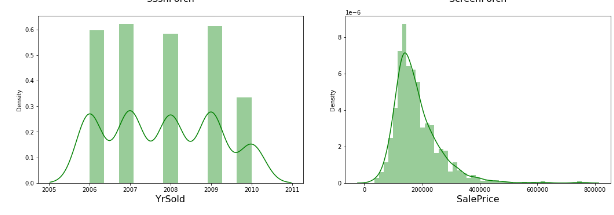 3SsnPorch
ScreenPorch
1e−6
Density
0.6
0.5
0.4
0.3
0.2
0.1
0.0
2005 2006 2007 2008 2009 2010 2011
YrSold
Density
8
6
4
2
0
0 200000 400000 600000 800000
SalePrice